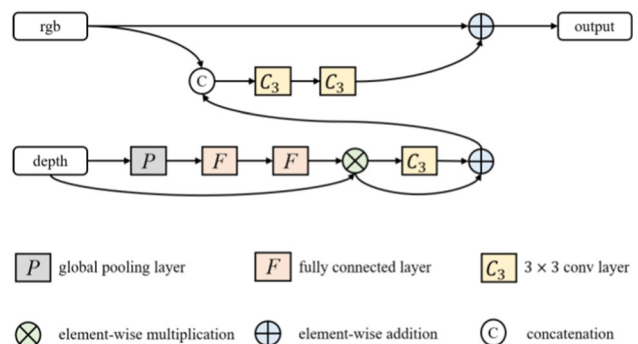 rgb
output
C
C3
C3
depth
P
F
F
C3
P global pooling layer
F fully connected layer
C3 3 × 3 conv layer
element-wise multiplication
element-wise addition
C concatenation